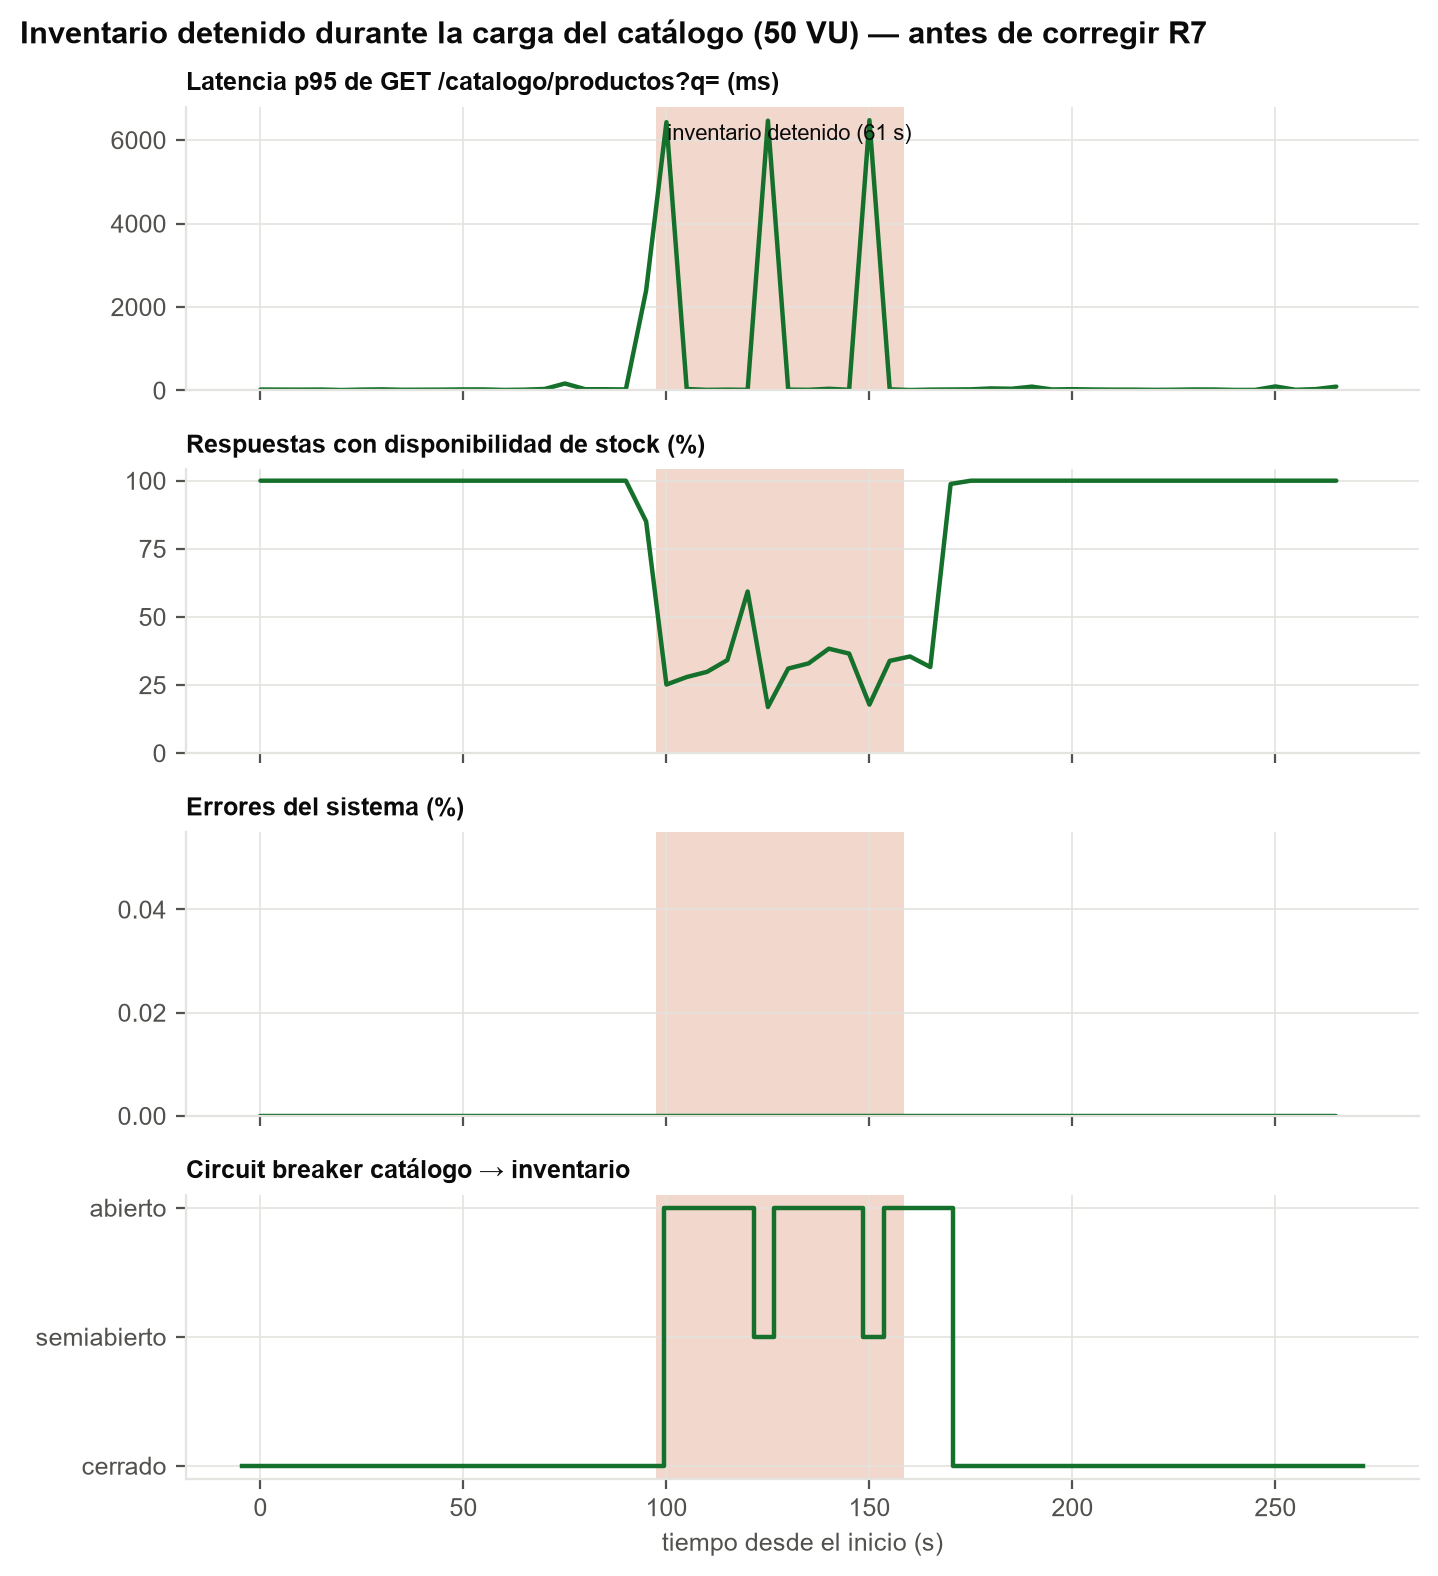 Inventario detenido durante la carga del catálogo (50 VU) — antes de corregir R7
Latencia p95 de GET /catalogo/productos?q= (ms)
inventario detenido (61 s)
6000
4000
2000
0
Respuestas con disponibilidad de stock (%)
100
75
50
25
0
Errores del sistema (%)
0.04
0.02
0.00
Circuit breaker catálogo → inventario
abierto
semiabierto
cerrado
0 50 100 150 200 250
tiempo desde el inicio (s)